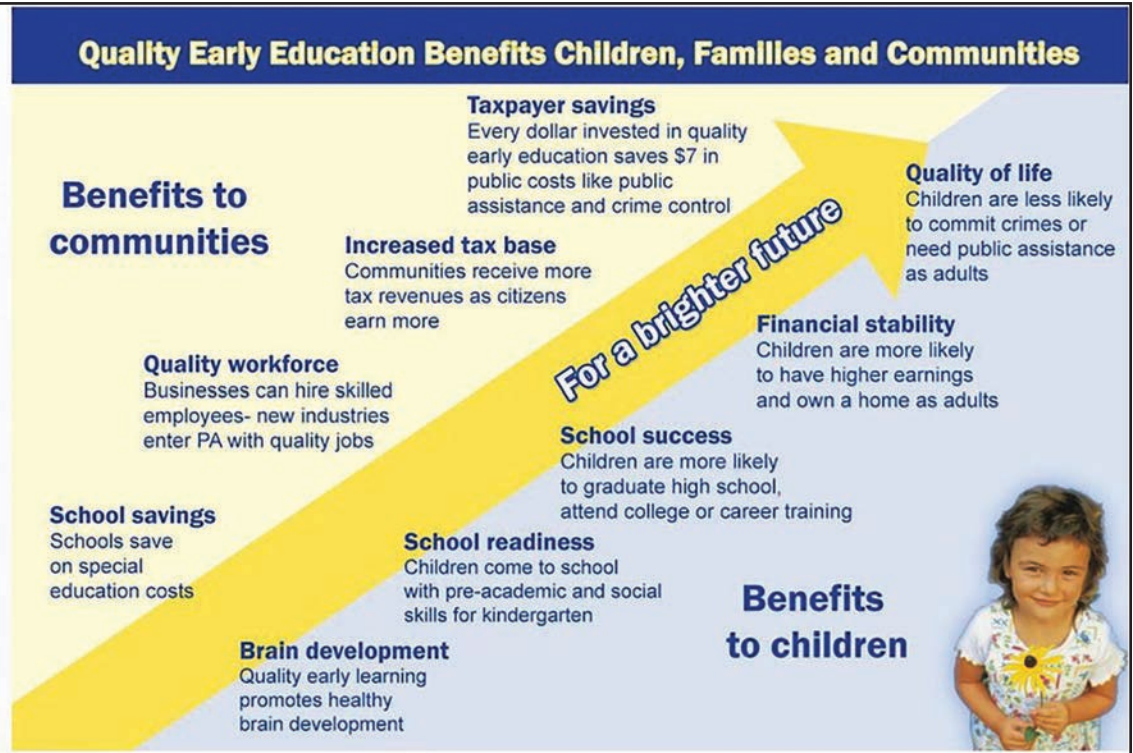 Quality Early Education Benefits Children, Families and Communities
Benefits to
communities
Taxpayer savings
Every dollar invested in quality
early education saves $7 in
public costs like public
assistance and crime control
Increased tax base
Communities receive more
tax revenues as citizens
earn more
Quality workforce
Businesses can hire skilled
employees- new industries
enter PA with quality jobs
School savings
Schools save
on special
education costs
For a brighter future
Quality of life
Children are less likely
to commit crimes or
need public assistance
as adults
Financial stability
Children are more likely
to have higher earnings
and own a home as adults
School success
Children are more likely
to graduate high school,
attend college or career training
School readiness
Children come to school
with pre-academic and social
skills for kindergarten
Brain development
Quality early learning
promotes healthy
brain development
Benefits
to children